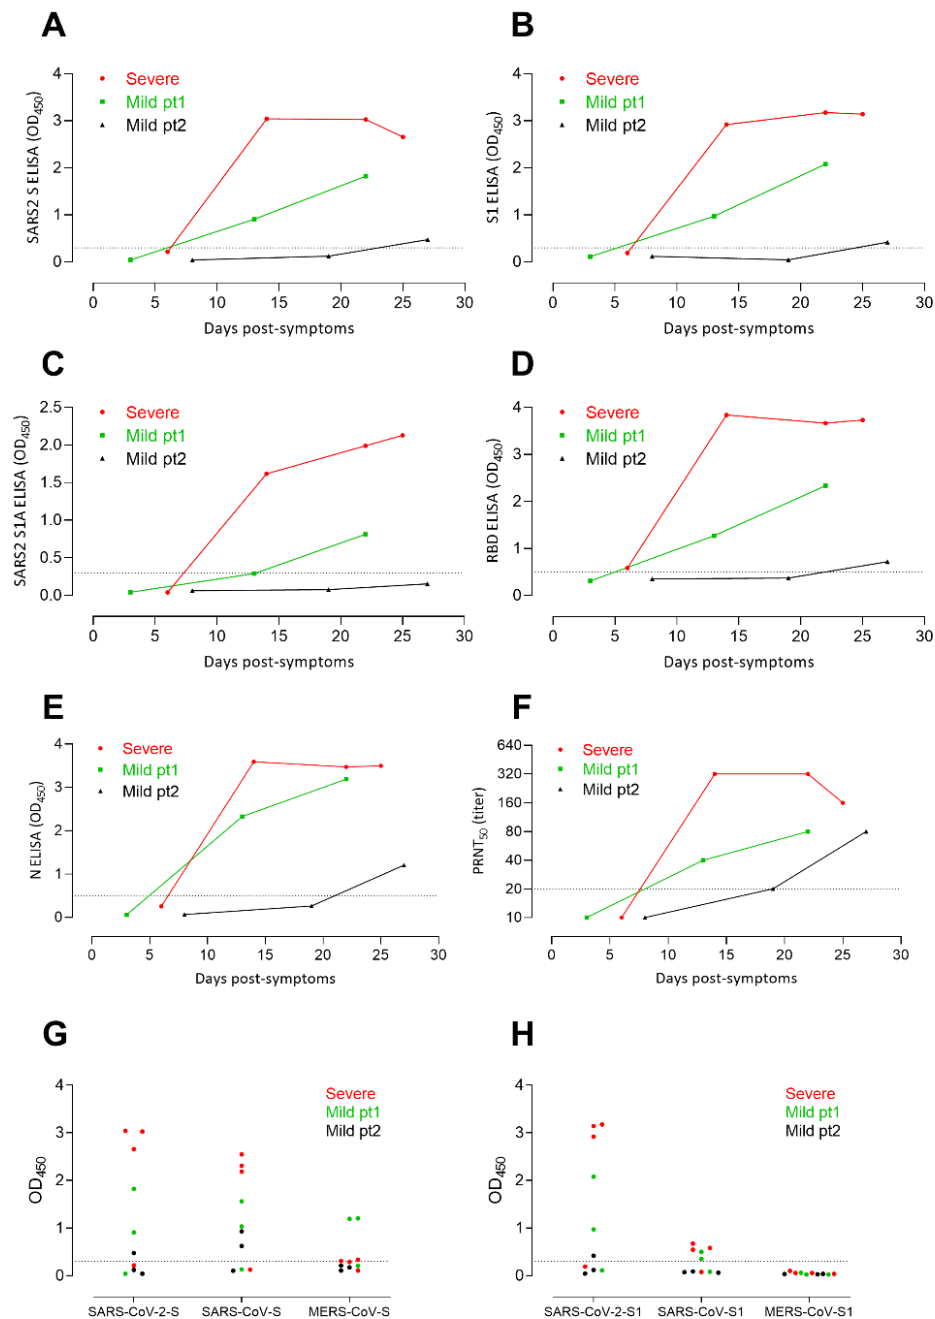 A
B
Severe
Mild pt1
Mild pt2
SARS2 S ELISA (OD450)
4
3
2
1
0
0 5 10 15 20 25 30
Days post-symptoms
Severe
Mild pt1
Mild pt2
S1 ELISA (OD450)
4
3
2
1
0
0 5 10 15 20 25 30
Days post-symptoms
C
D
Severe
Mild pt1
Mild pt2
SARS2 S1A ELISA (OD450)
2.5
2.0
1.5
1.0
0.5
0.0
0 5 10 15 20 25 30
Days post-symptoms
Severe
Mild pt1
Mild pt2
RBD ELISA (OD450)
4
3
2
1
0
0 5 10 15 20 25 30
Days post-symptoms
E
F
Severe
Mild pt1
Mild pt2
N ELISA (OD450)
4
3
2
1
0
0 5 10 15 20 25 30
Days post-symptoms
Severe
Mild pt1
Mild pt2
PRNT50 (titer)
640
320
160
80
40
20
10
0 5 10 15 20 25 30
Days post-symptoms
G
H
Severe
Mild pt1
Mild pt2
OD450
4
3
2
1
0
SARS-CoV-2-S SARS-CoV-S MERS-CoV-S
Severe
Mild pt1
Mild pt2
OD450
4
3
2
1
0
SARS-CoV-2-S1 SARS-CoV-S1 MERS-CoV-S1